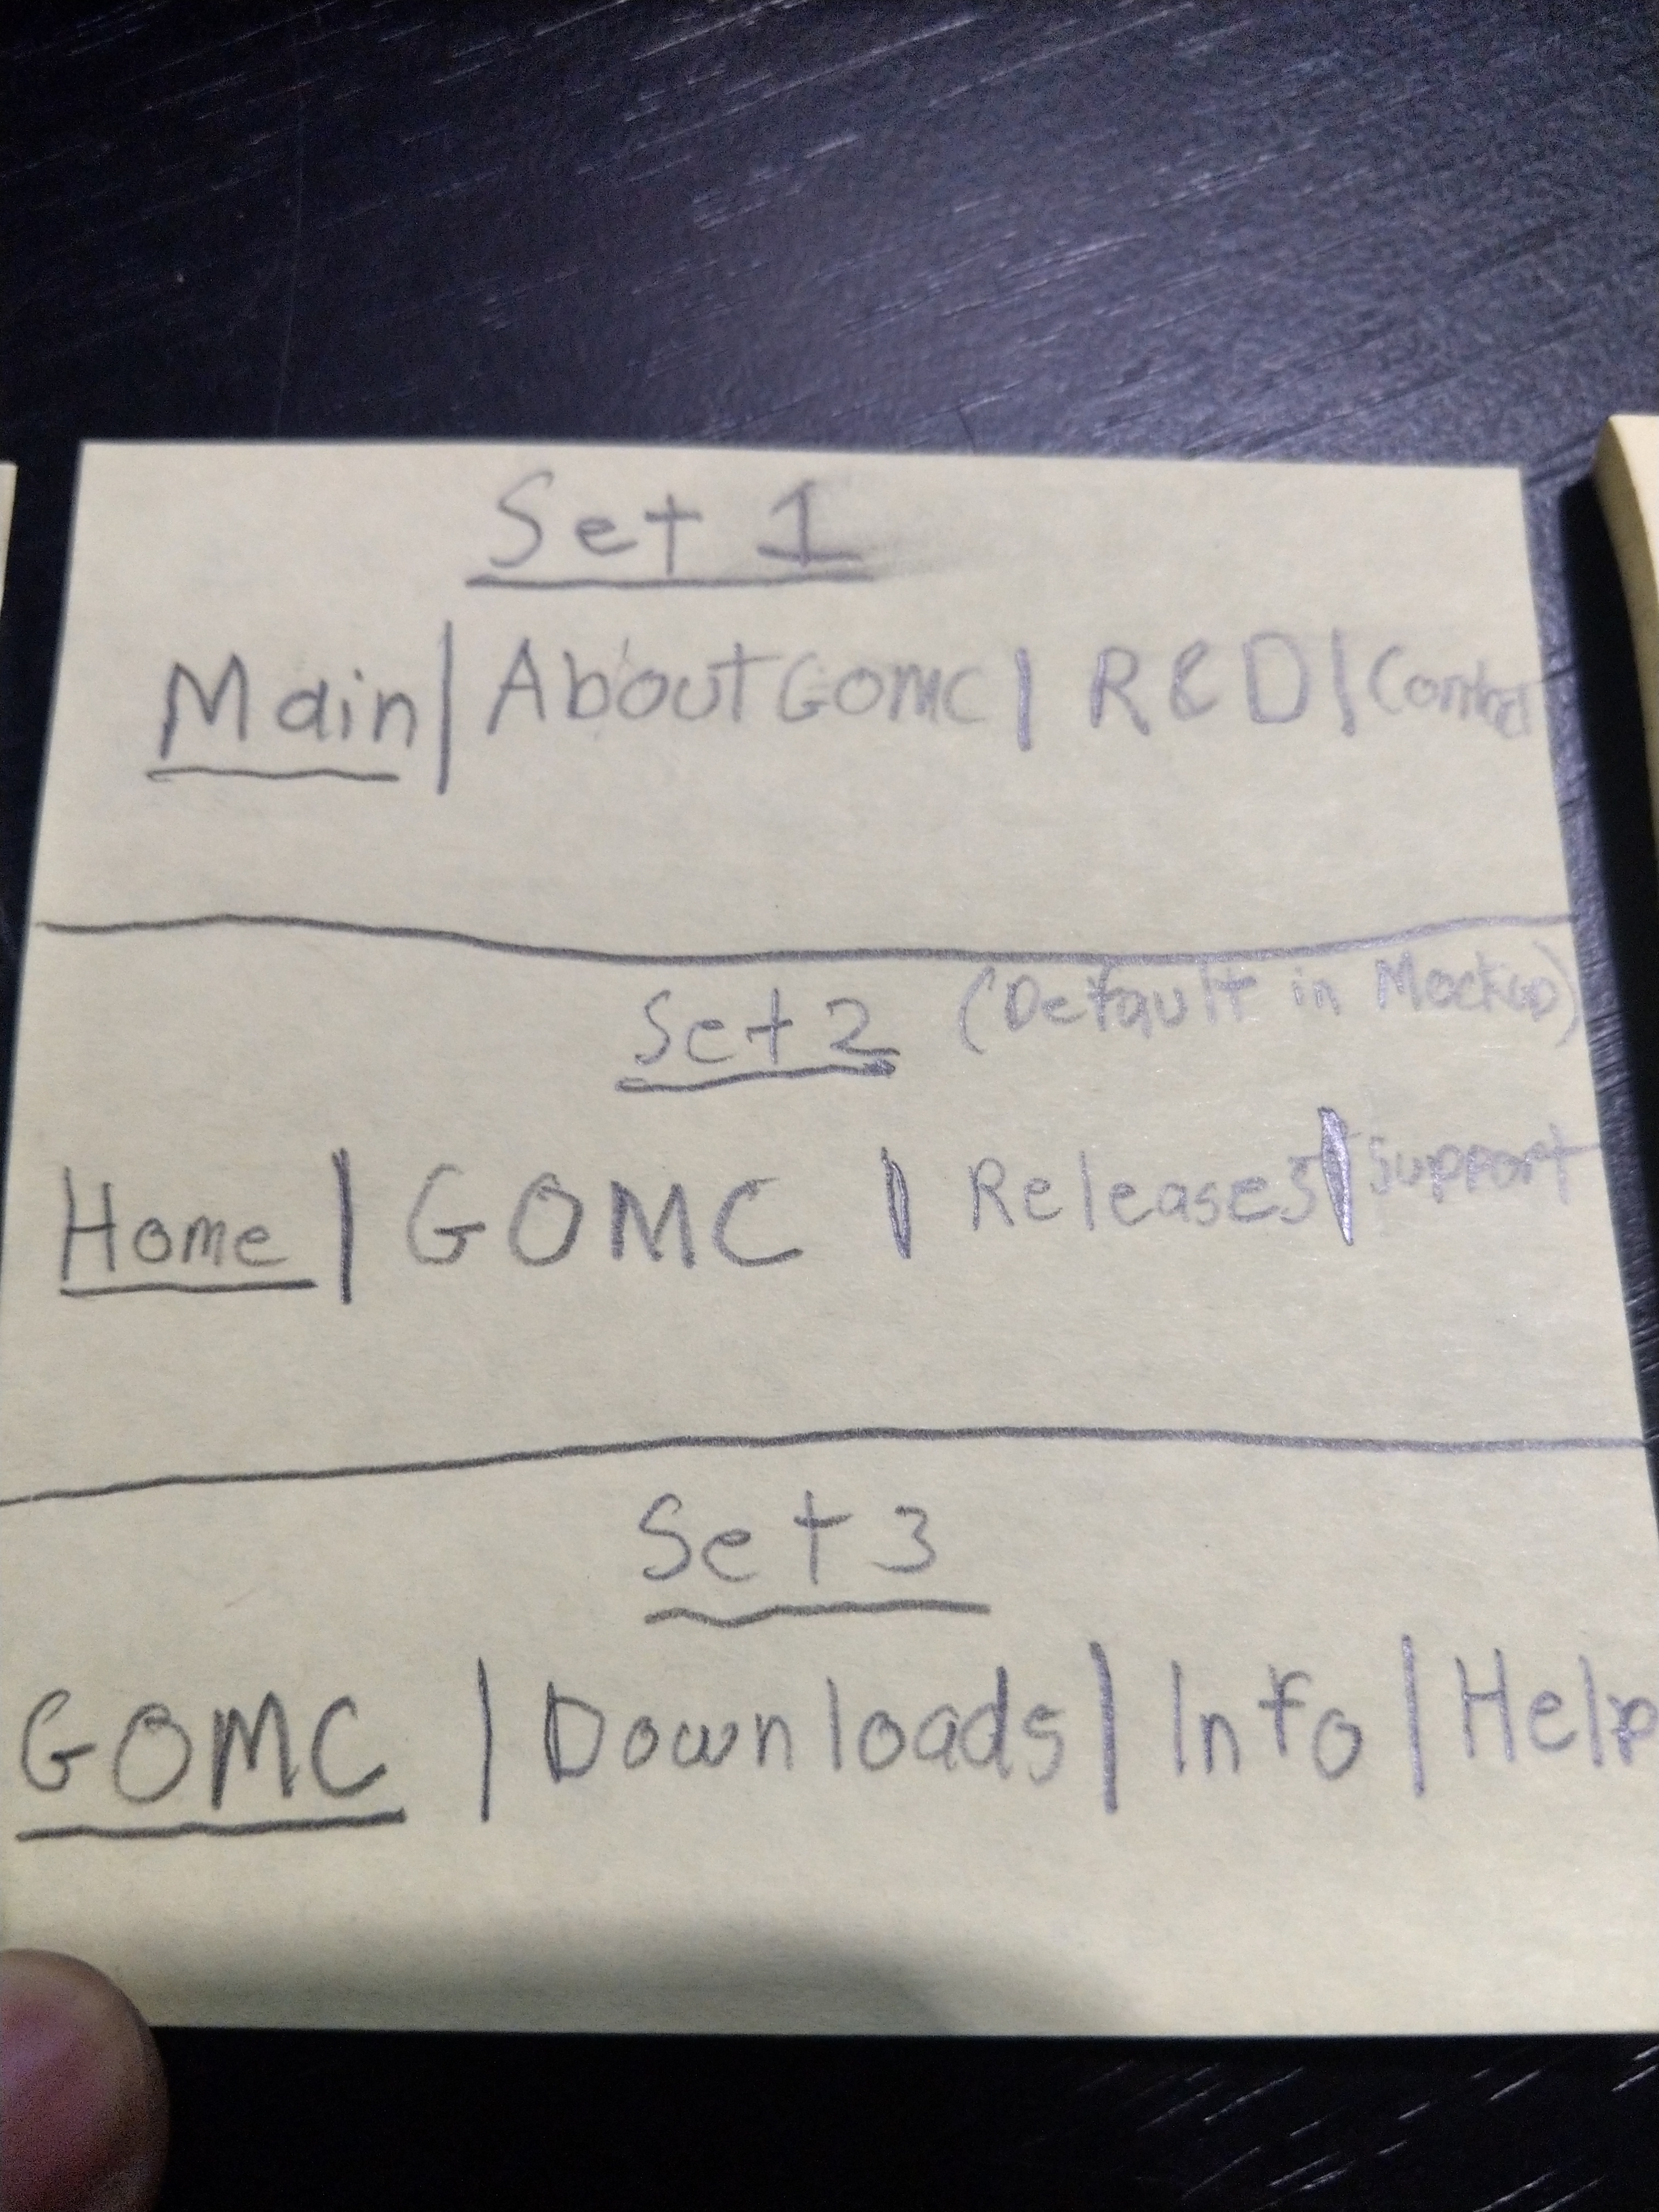 Set 1
Main | About GOMC | R&D | Contact
Set 2 (Default in Mockup)
Home | GOMC | Releases | Support
Set 3
GOMC | Downloads | Info | Help